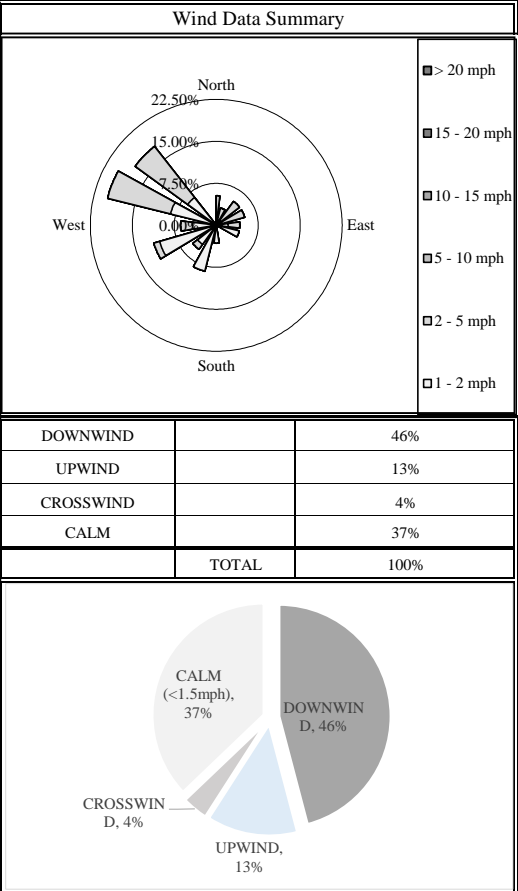 Wind Data Summary
North
22.50%
15.00%
7.50%
0.00%
West
East
South
> 20 mph
15 - 20 mph
10 - 15 mph
5 - 10 mph
2 - 5 mph
1 - 2 mph
DOWNWIND 46%
UPWIND 13%
CROSSWIND 4%
CALM 37%
TOTAL 100%
CALM
(<1.5mph),
37%
DOWNWIN
D, 46%
CROSSWIN
D, 4%
UPWIND,
13%